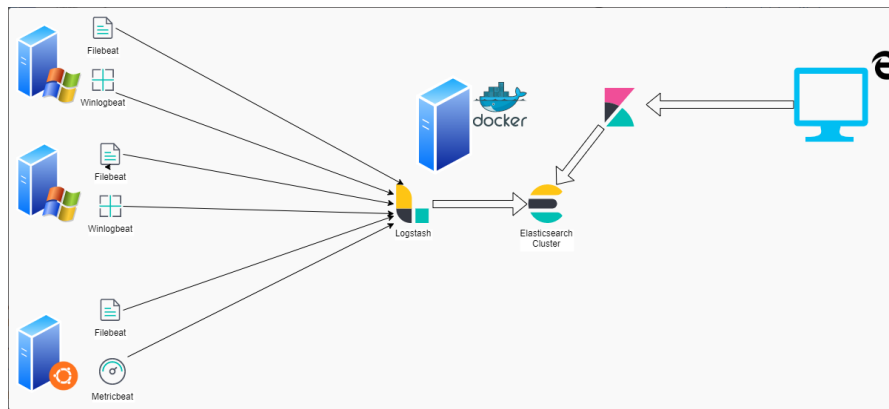 Filebeat
Winlogbeat
Filebeat
Winlogbeat
Filebeat
Metricbeat
docker
Logstash
Elasticsearch
Cluster